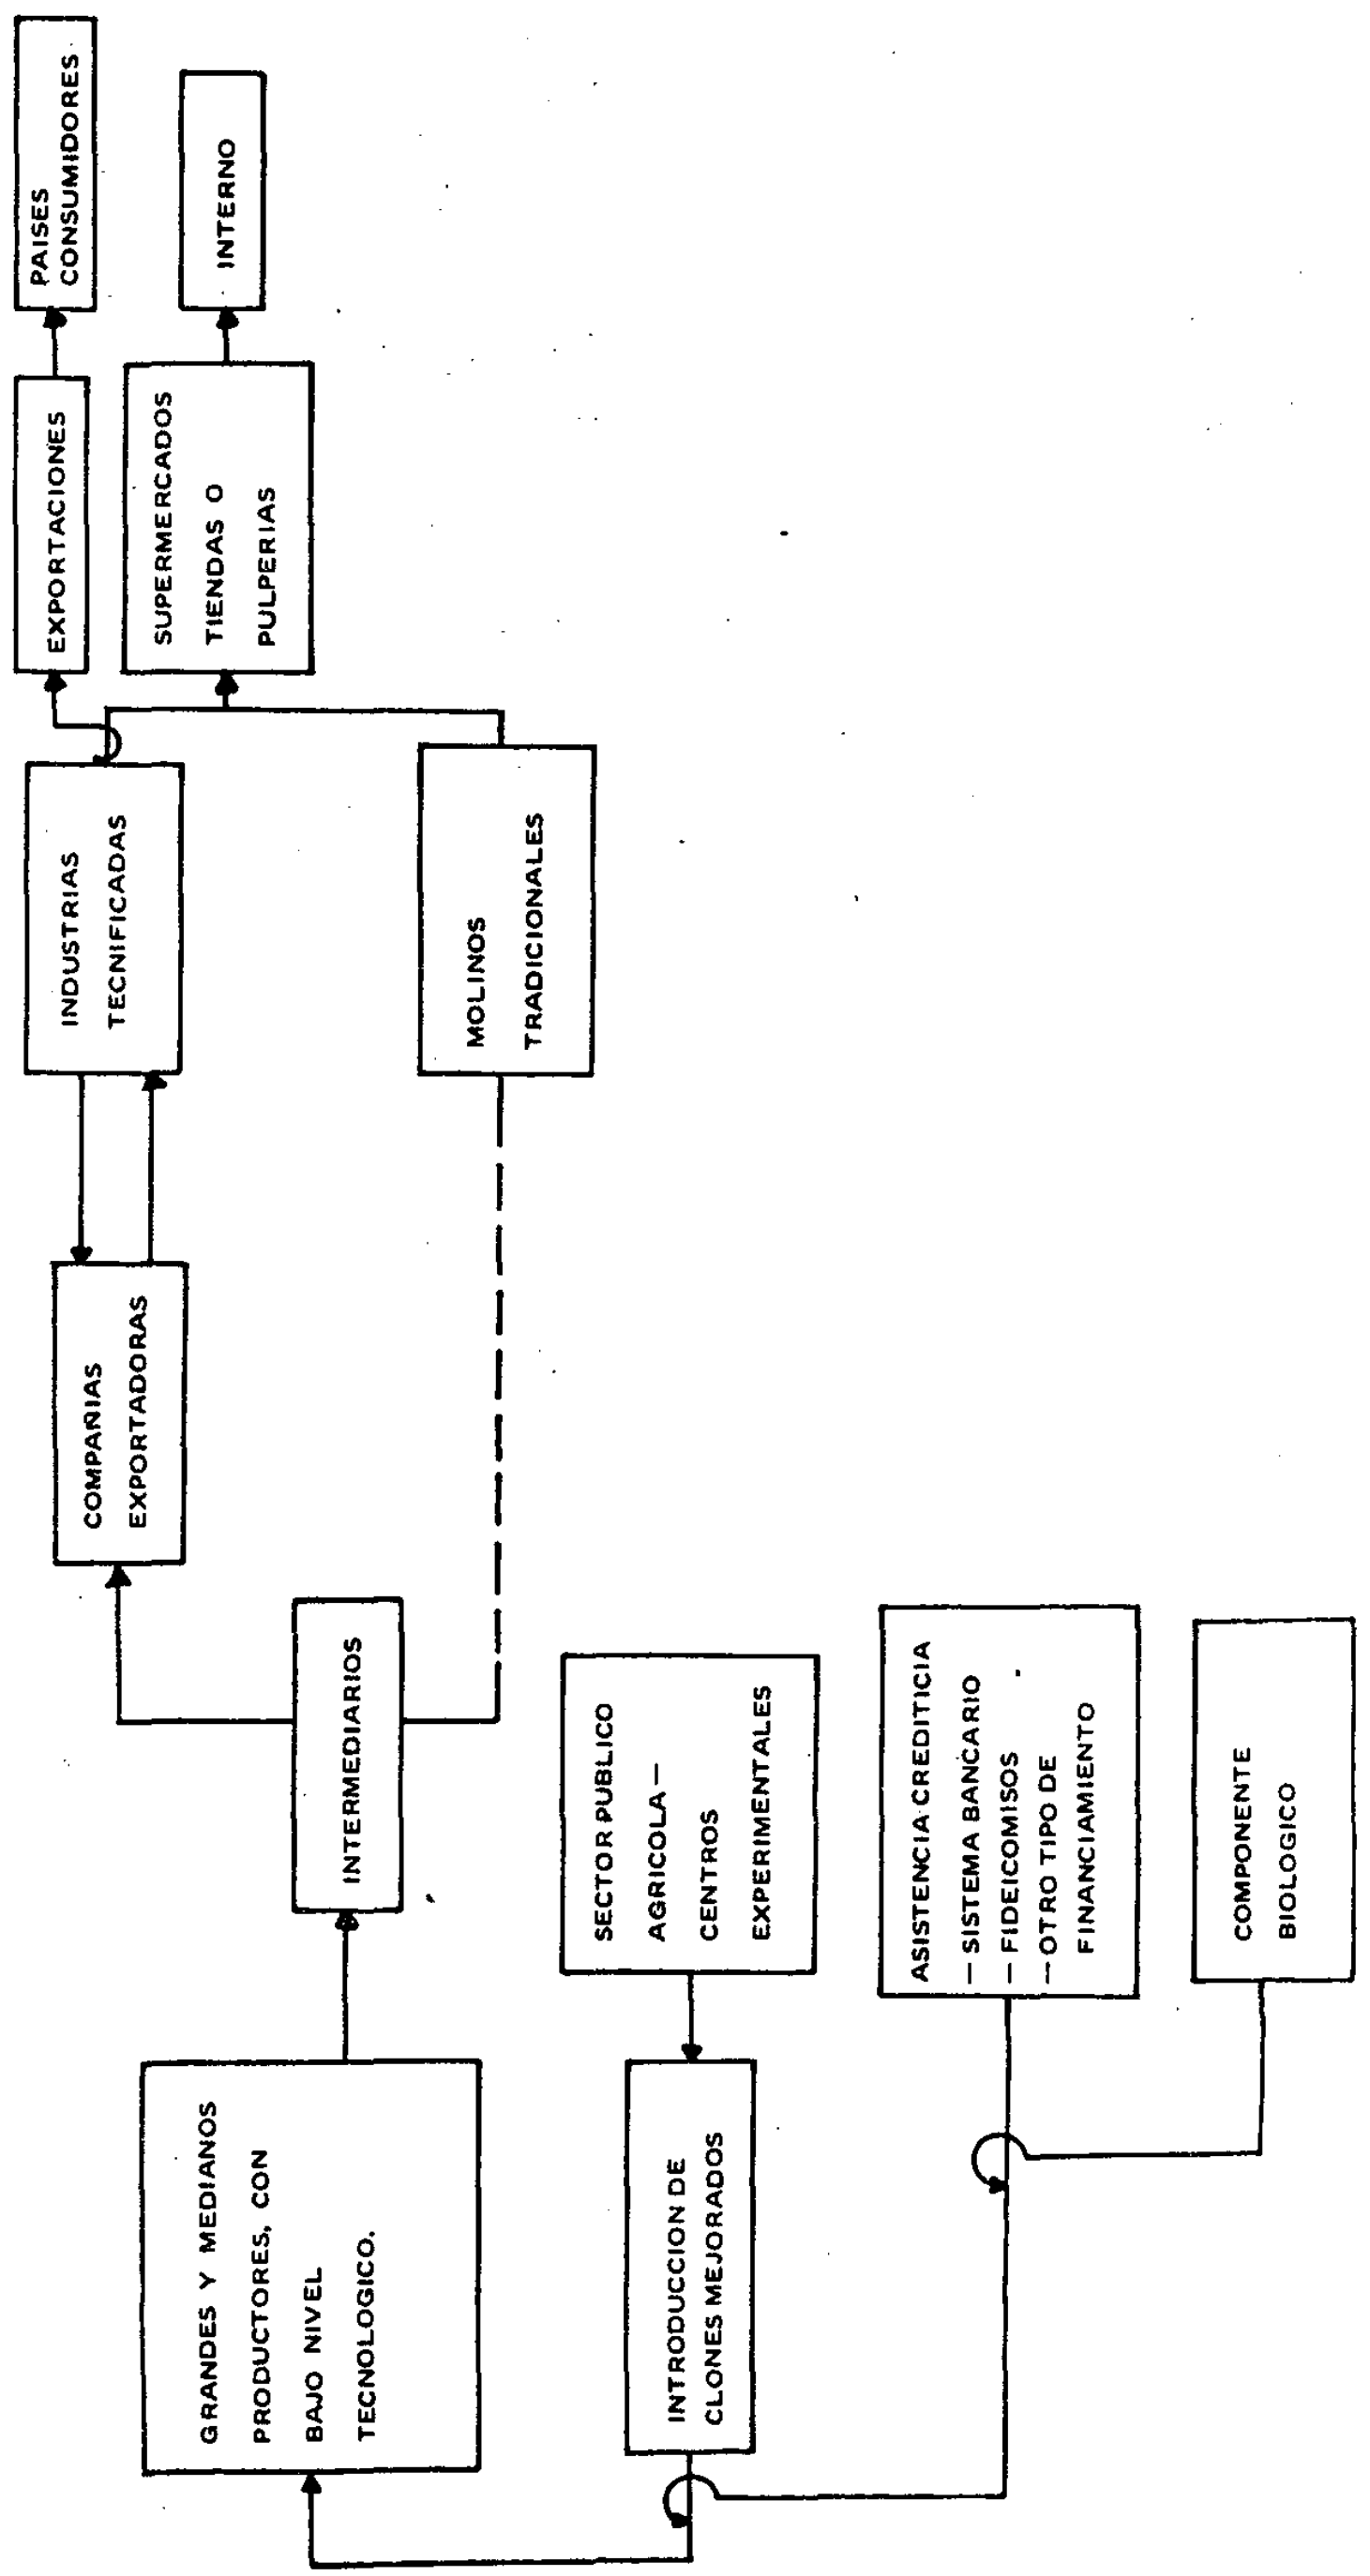 GRANDES Y MEDIANOS
PRODUCTORES, CON
BAJO NIVEL
TECNOLOGICO.
INTERMEDIARIOS
COMPAÑIAS
EXPORTADORAS
INDUSTRIAS
TECNIFICADAS
EXPORTACIONES
PAISES
CONSUMIDORES
SUPERMERCADOS
TIENDAS O
PULPERIAS
INTERNO
MOLINOS
TRADICIONALES
INTRODUCCION DE
CLONES MEJORADOS
SECTOR PUBLICO
AGRICOLA—
CENTROS
EXPERIMENTALES
ASISTENCIA CREDITICIA
— SISTEMA BANCARIO
— FIDEICOMISOS
— OTRO TIPO DE
FINANCIAMIENTO
COMPONENTE
BIOLOGICO